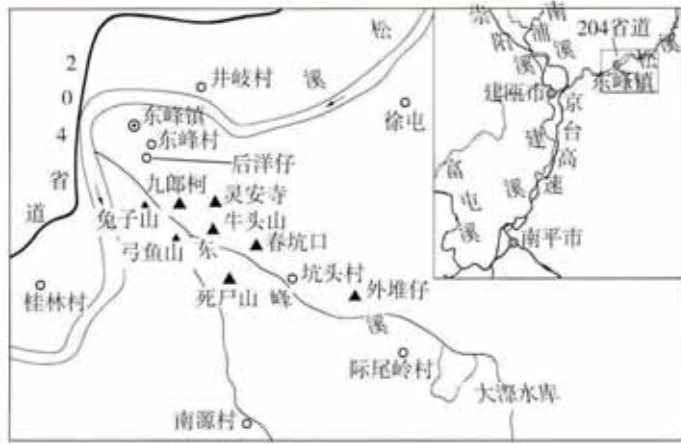 204省道
松溪
井岐村
徐屯
东峰镇
东峰村
后洋仔
九郎柯
灵安寺
兔子山
牛头山
弓鱼山
春坑口
东峰溪
死尸山
坑头村
外堆仔
桂林村
际尾岭村
大漈水库
南源村
崇阳溪
南浦溪
204省道
松溪
东峰镇
建瓯市
建溪
京台高速
富屯溪
南平市